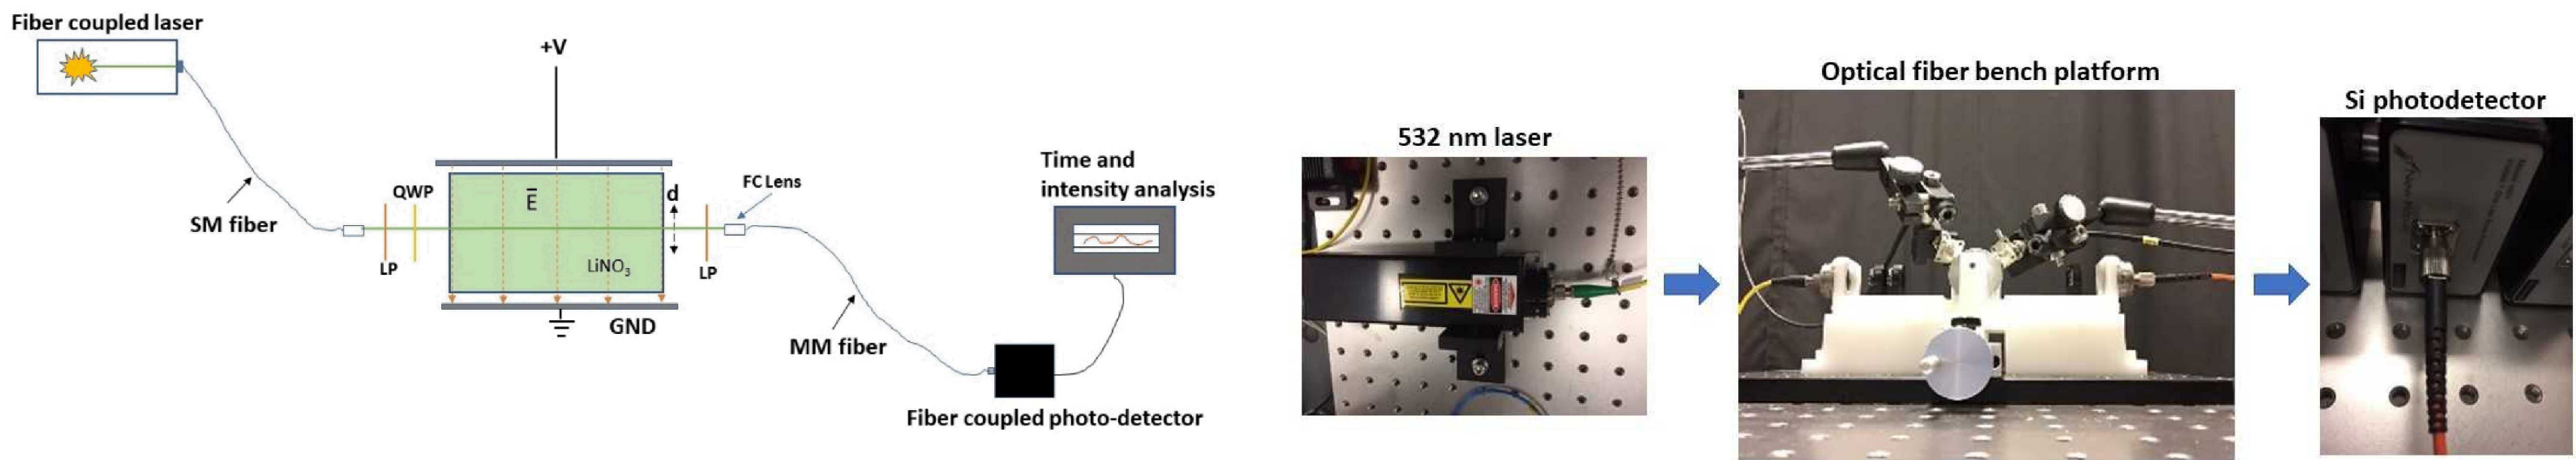 Fiber coupled laser
+V
QWP
E
d
FC Lens
SM fiber
LP
LiNO3
LP
GND
MM fiber
Time and
intensity analysis
Fiber coupled photo-detector
532 nm laser
Optical fiber bench platform
Si photodetector